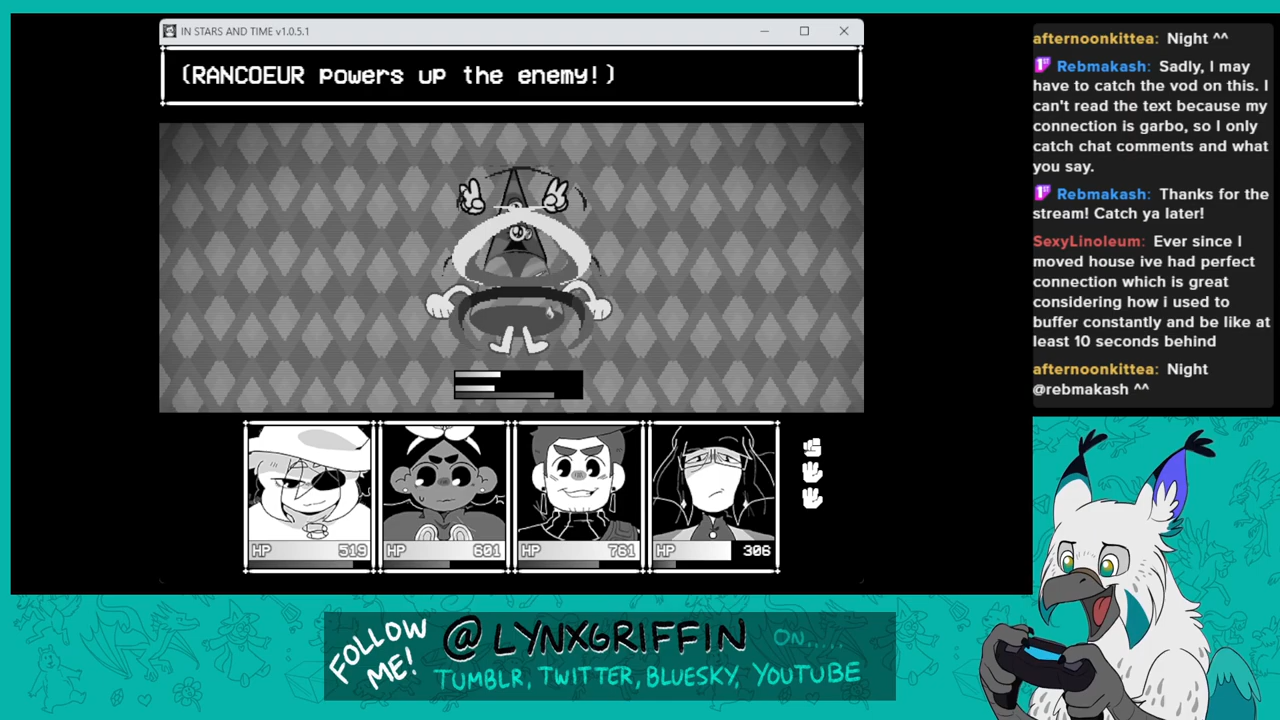 IN STARS AND TIME v1.0.5.1
(RANCOEUR powers up the enemy!)
HP 519
HP 601
HP 781
HP 306
afternoonkittea: Night ^^
Rebmakash: Sadly, I may
have to catch the vod on this. I
can't read the text because my
connection is garbo, so I only
catch chat comments and what
you say.
Rebmakash: Thanks for the
stream! Catch ya later!
SexyLinoleum: Ever since I
moved house ive had perfect
connection which is great
considering how i used to
buffer constantly and be like at
least 10 seconds behind
afternoonkittea: Night
@rebmakash ^^
FOLLOW
ME!
@LYNXGRIFFIN ON.....
TUMBLR, TWITTER, BLUESKY, YOUTUBE